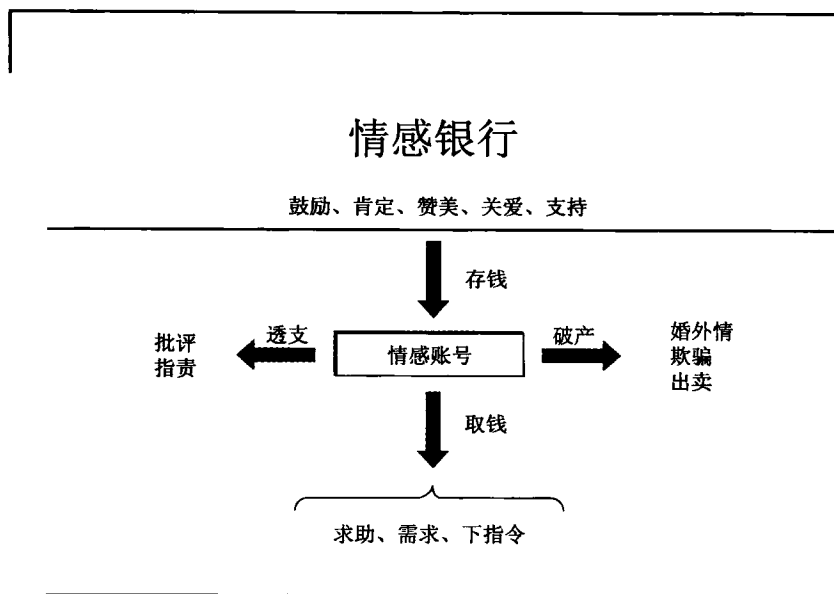 情感银行
鼓励、肯定、赞美、关爱、支持
存钱
透支
破产
批评
指责
情感账号
婚外情
欺骗
出卖
取钱
求助、需求、下指令